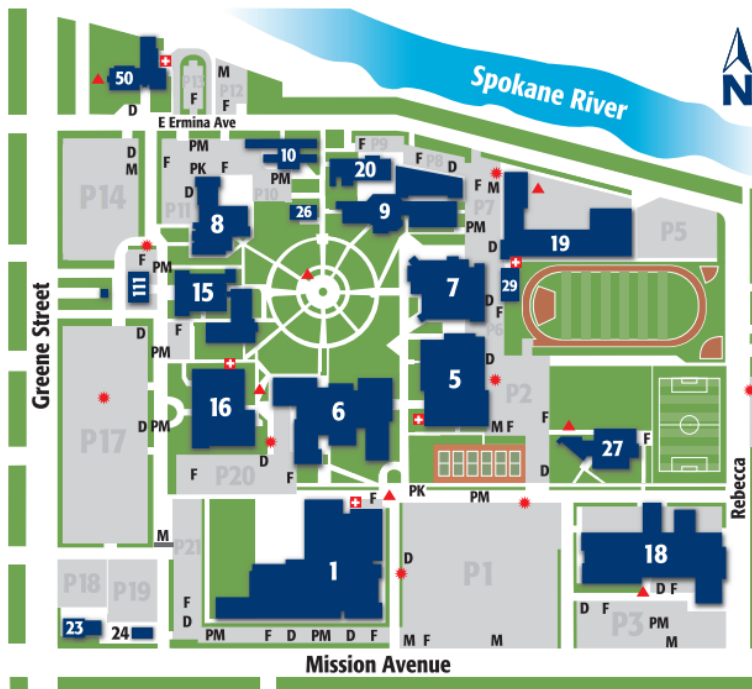 50
P13
F
M
P12
F
D
E Ermina Ave
Spokane River
N
P14
D
M
F
PM
PK
F
D
P11
8
10
PM
P10
26
F
P9
F
P8
D
20
9
F
M
P7
PM
D
19
P5
Greene Street
F
PM
111
15
F
7
D
29
F
P6
D
PM
16
6
5
D
P2
M F
F
D
P17
D
PM
F
P20
D
F
27
F
Rebecca
M
P21
F
D
F
PK
PM
1
D
P1
18
D F
D F
P3
PM
M
P18
P19
23
24
PM
F
D
PM
D
F
M F
M
Mission Avenue